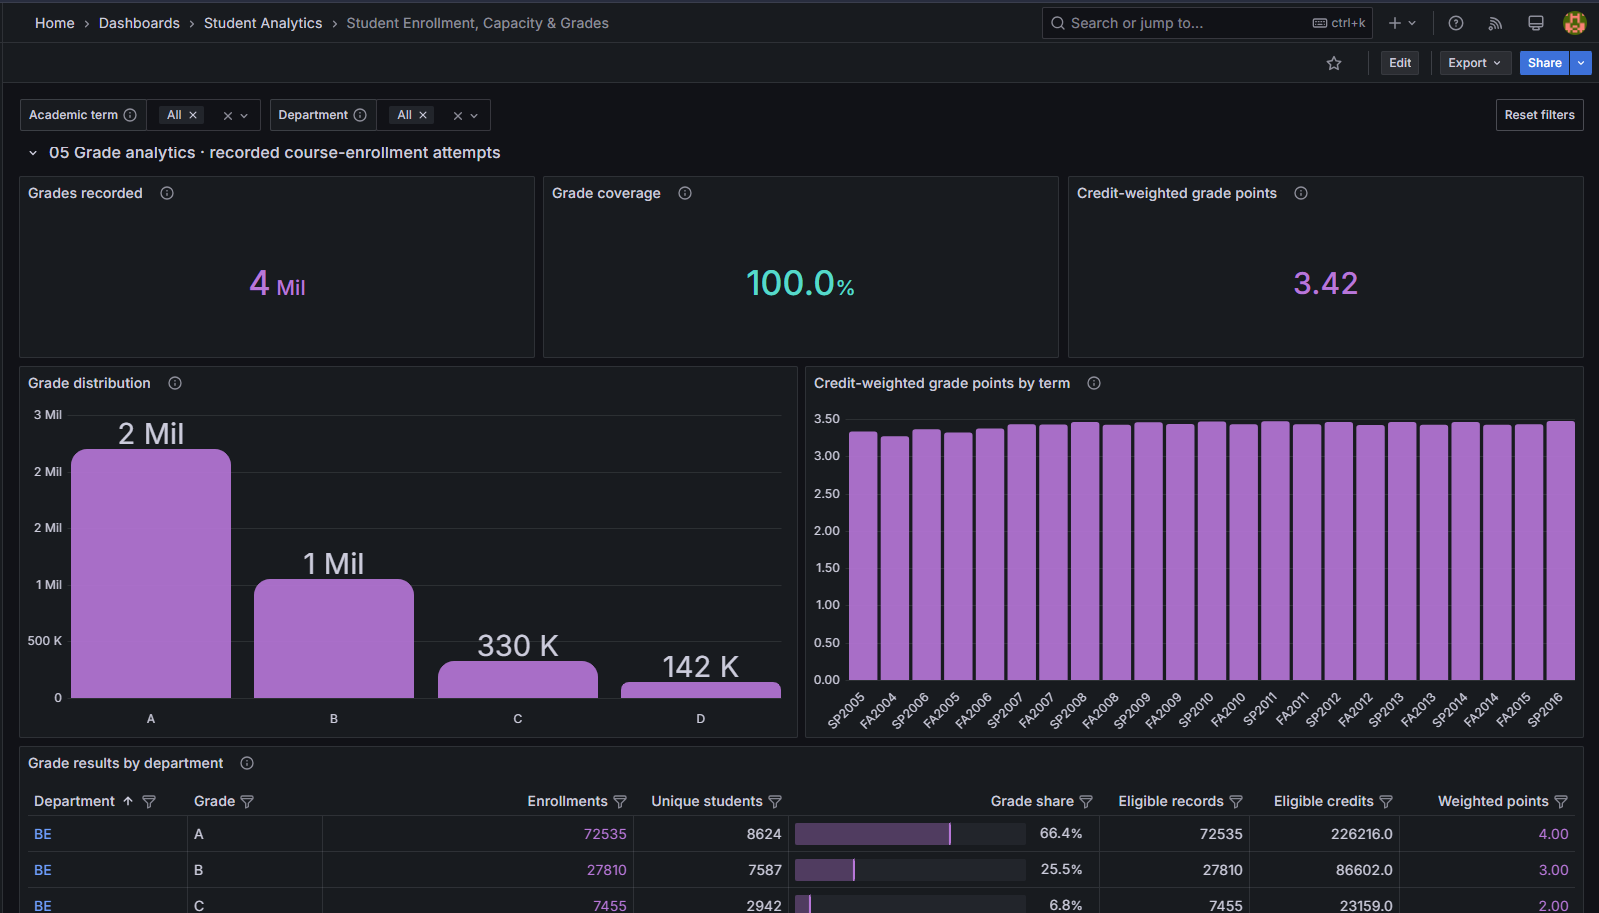 Home > Dashboards > Student Analytics > Student Enrollment, Capacity & Grades
Search or jump to... ctrl+k
Edit Export Share
Academic term All Department All Reset filters
05 Grade analytics · recorded course-enrollment attempts
Grades recorded
4 Mil
Grade coverage
100.0%
Credit-weighted grade points
3.42
Grade distribution
3 Mil
2 Mil
2 Mil
1 Mil
500 K
0
2 Mil
1 Mil
330 K
142 K
A B C D
Credit-weighted grade points by term
3.50
3.00
2.50
2.00
1.50
1.00
0.50
0.00
SP2005 FA2004 SP2006 FA2005 FA2006 SP2007 FA2007 SP2008 FA2008 SP2009 FA2009 SP2010 FA2010 SP2011 FA2011 SP2012 FA2012 SP2013 FA2013 SP2014 FA2014 FA2015 SP2016
Grade results by department
Department Grade Enrollments Unique students Grade share Eligible records Eligible credits Weighted points
BE A 72535 8624 66.4% 72535 226216.0 4.00
BE B 27810 7587 25.5% 27810 86602.0 3.00
BE C 7455 2942 6.8% 7455 23159.0 2.00